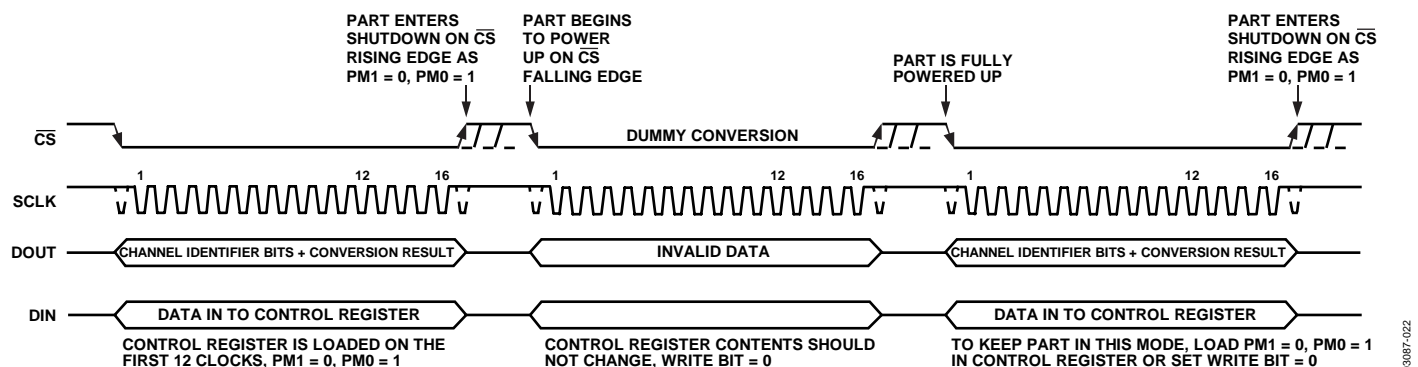 PART ENTERS
SHUTDOWN ON CS
RISING EDGE AS
PM1 = 0, PM0 = 1
PART BEGINS
TO POWER
UP ON CS
FALLING EDGE
PART IS FULLY
POWERED UP
PART ENTERS
SHUTDOWN ON CS
RISING EDGE AS
PM1 = 0, PM0 = 1
CS
DUMMY CONVERSION
SCLK
1 12 16
1 12 16
1 12 16
DOUT
CHANNEL IDENTIFIER BITS + CONVERSION RESULT
INVALID DATA
CHANNEL IDENTIFIER BITS + CONVERSION RESULT
DIN
DATA IN TO CONTROL REGISTER
DATA IN TO CONTROL REGISTER
CONTROL REGISTER IS LOADED ON THE
FIRST 12 CLOCKS, PM1 = 0, PM0 = 1
CONTROL REGISTER CONTENTS SHOULD
NOT CHANGE, WRITE BIT = 0
TO KEEP PART IN THIS MODE, LOAD PM1 = 0, PM0 = 1
IN CONTROL REGISTER OR SET WRITE BIT = 0
3087-022